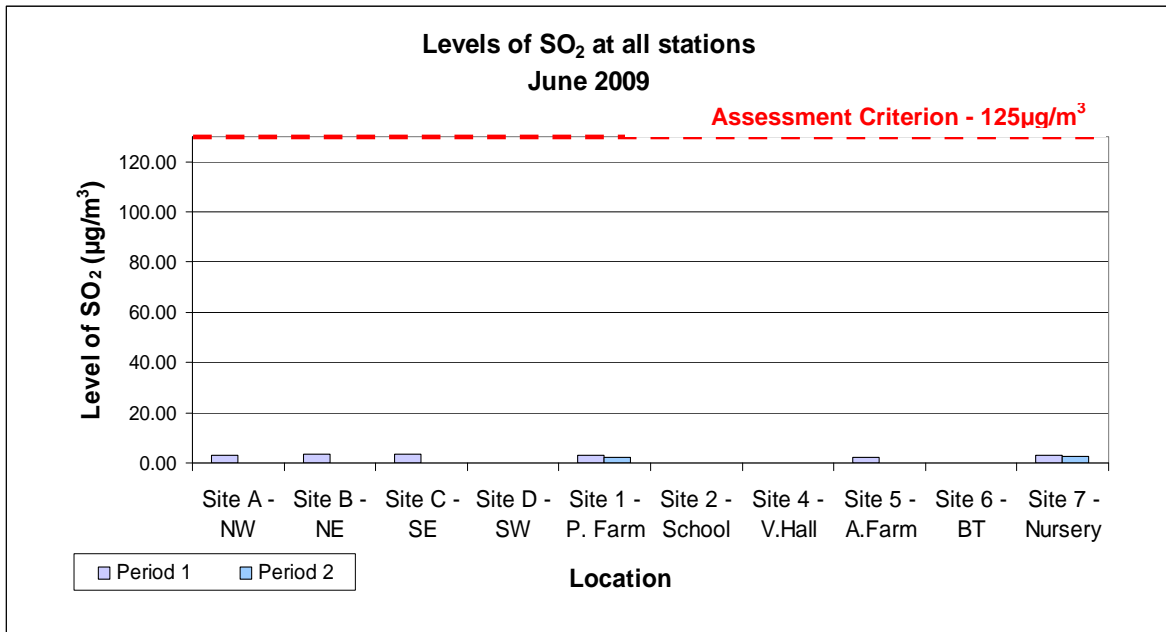 Levels of SO₂ at all stations
June 2009
Assessment Criterion - 125µg/m³
Level of SO₂ (µg/m³)
120.00
100.00
80.00
60.00
40.00
20.00
0.00
Site A - NW
Site B - NE
Site C - SE
Site D - SW
Site 1 - P. Farm
Site 2 - School
Site 4 - V.Hall
Site 5 - A.Farm
Site 6 - BT
Site 7 - Nursery
Period 1
Period 2
Location